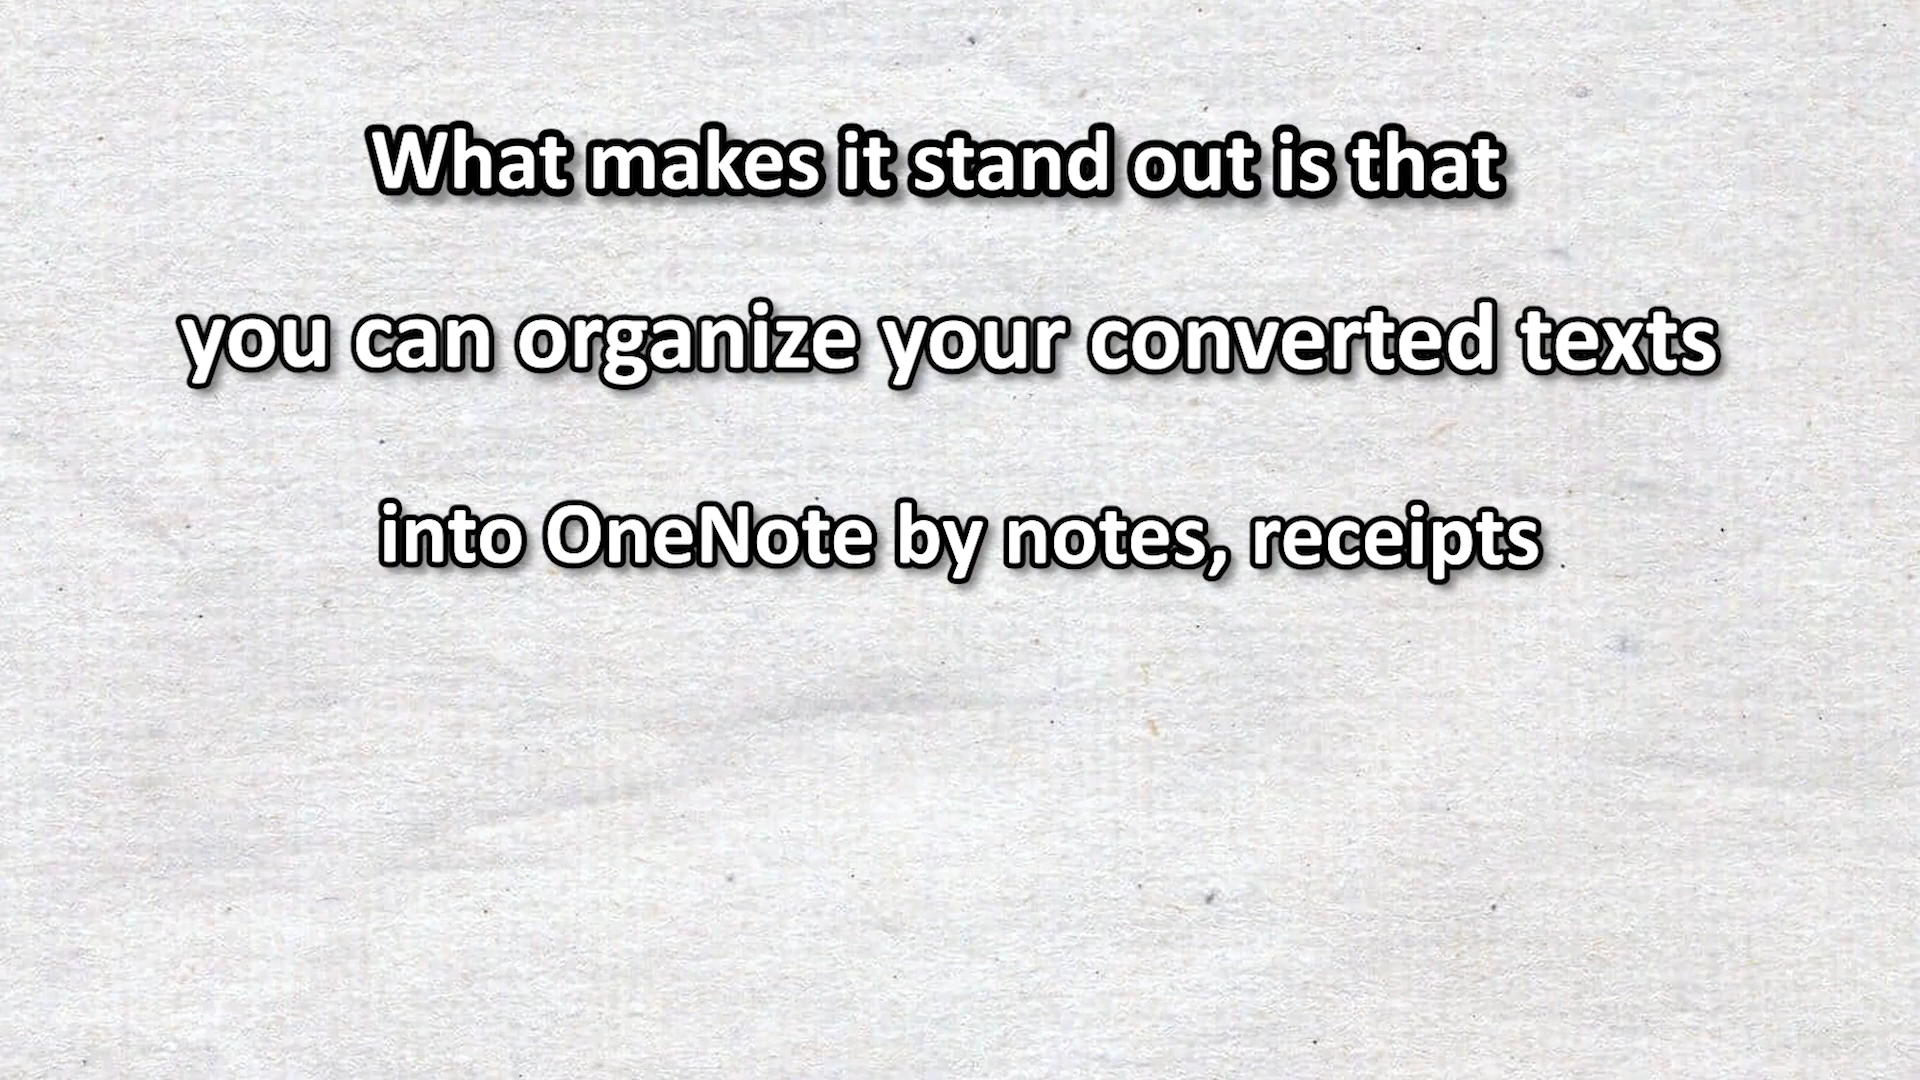 What makes it stand out is that
you can organize your converted texts
into OneNote by notes, receipts